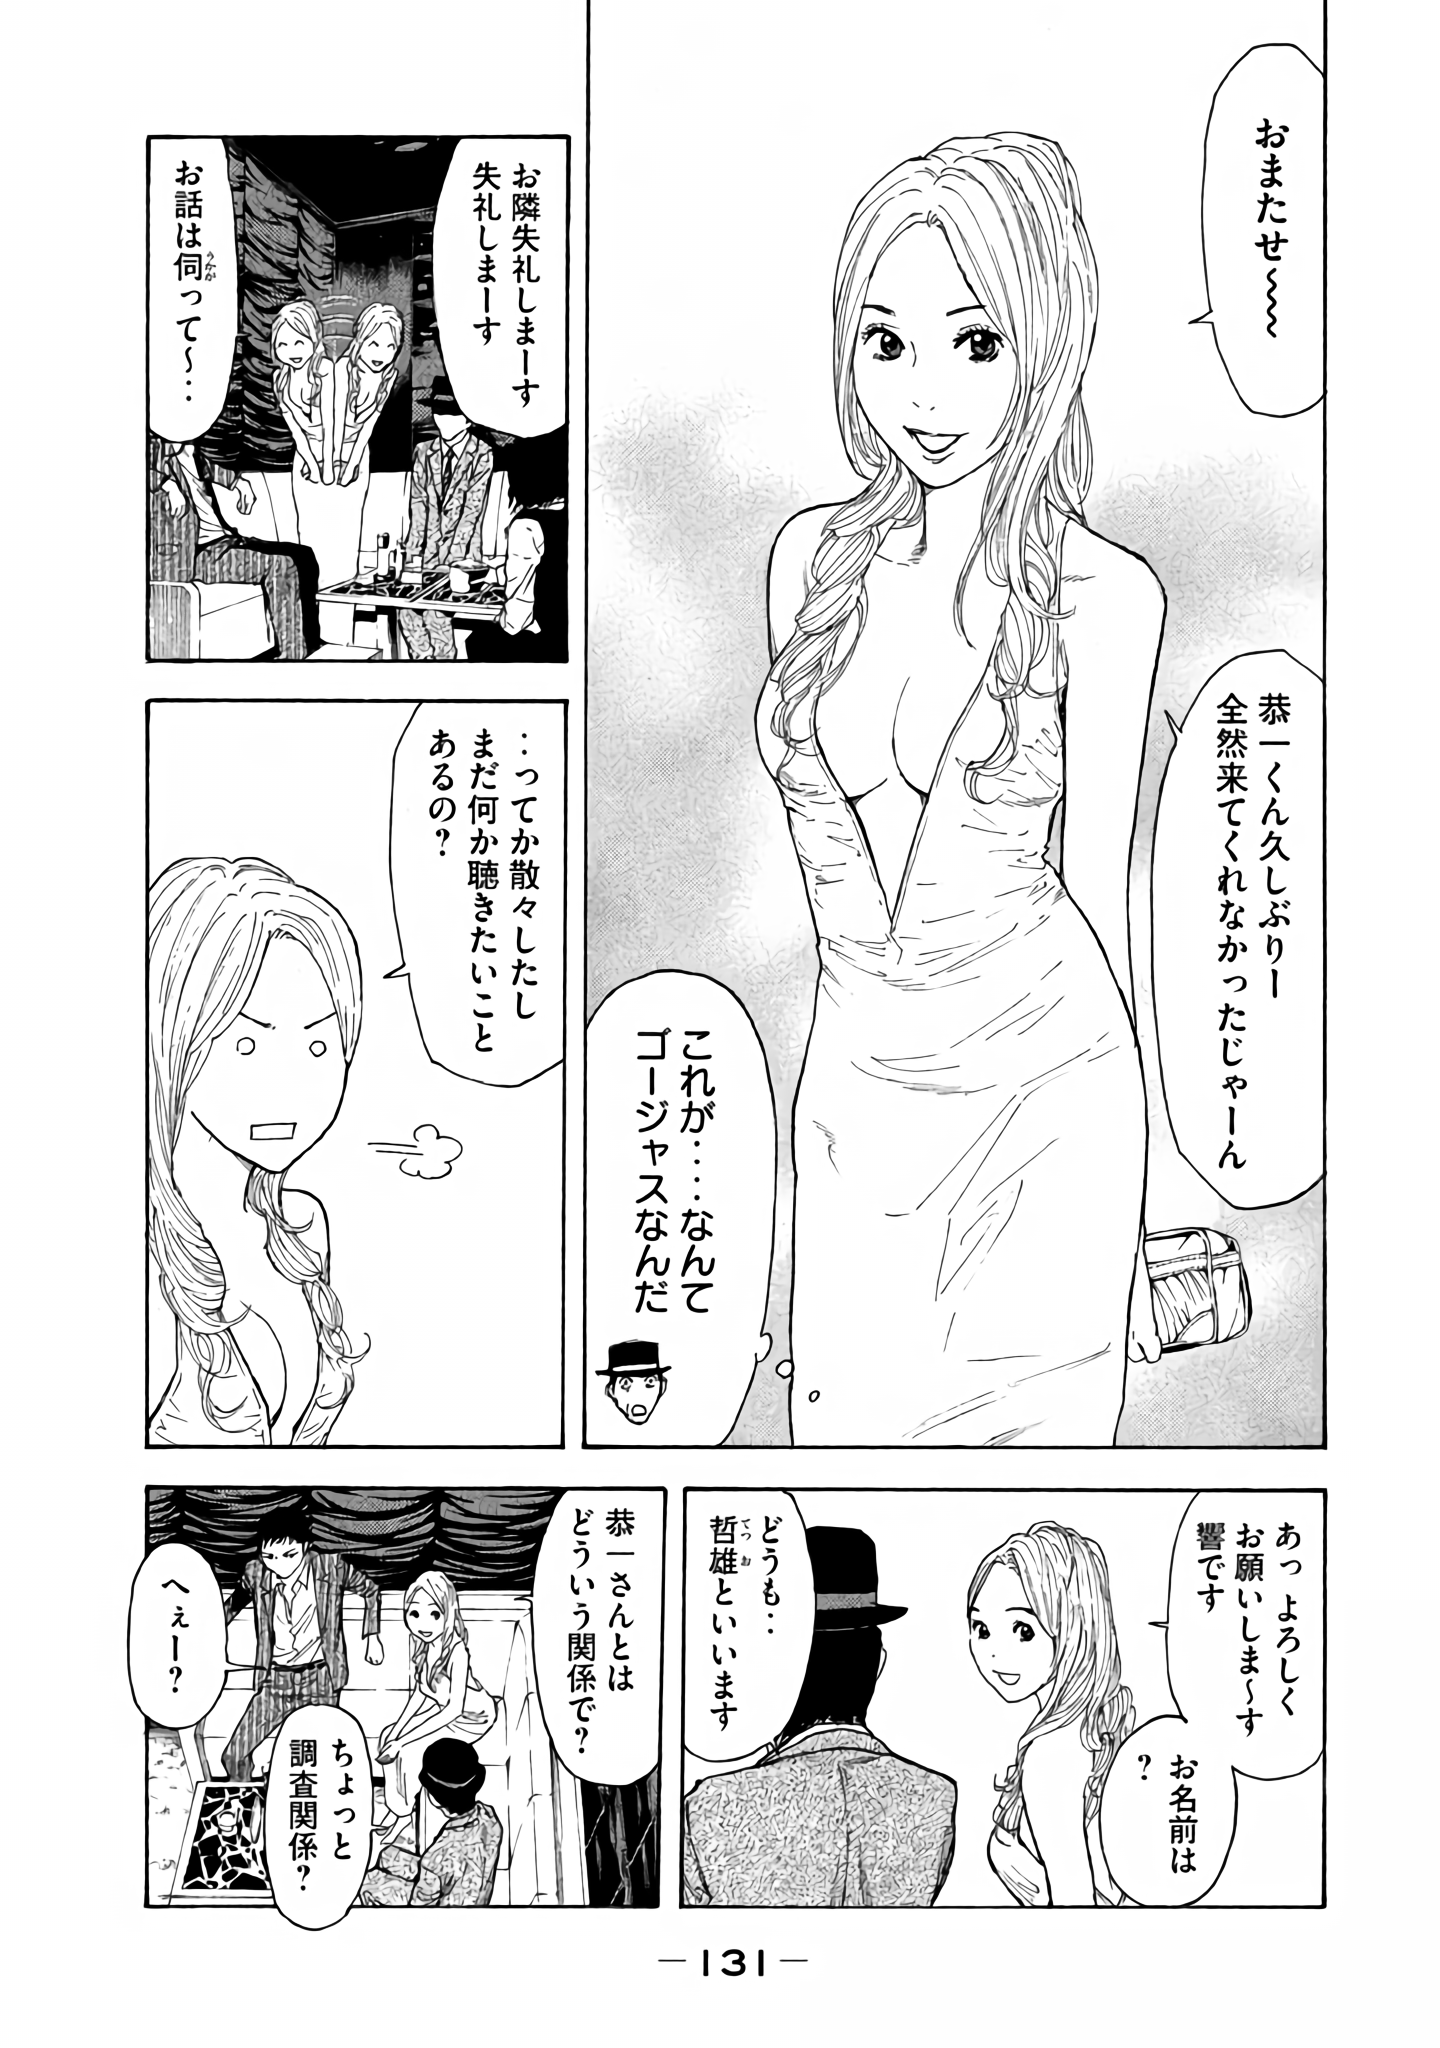 おまたせ〜〜〜
恭一くん久しぶりー
全然来てくれなかったじゃーん
これが‥‥なんて
ゴージャスなんだ
お隣失礼しまーす
失礼しまーす
お話は伺って〜‥
‥ってか散々したし
まだ何か聴きたいこと
あるの？
あっ よろしく
お願いしま〜す
響です
お名前は
？
どうも‥
哲雄といいます
恭一さんとは
どういう関係で？
へぇー？
ちょっと
調査関係？
— 131 —